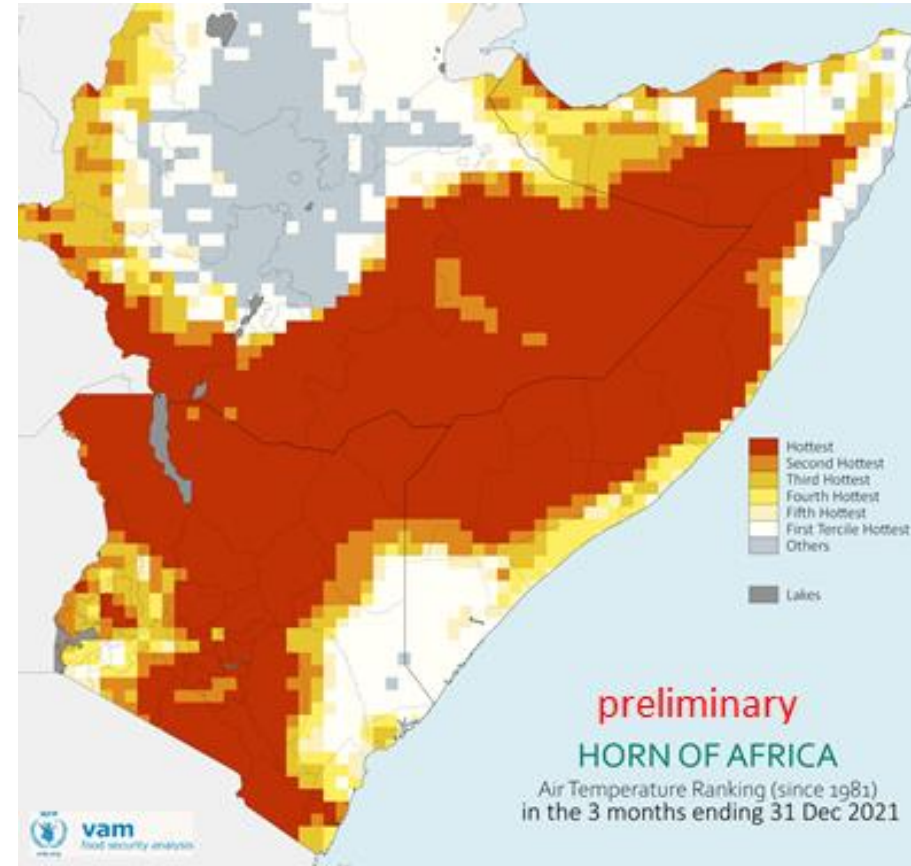 Hottest
Second Hottest
Third Hottest
Fourth Hottest
Fifth Hottest
First Tercile Hottest
Others
Lakes
preliminary
HORN OF AFRICA
Air Temperature Ranking (since 1981)
in the 3 months ending 31 Dec 2021
vam
food security analysis